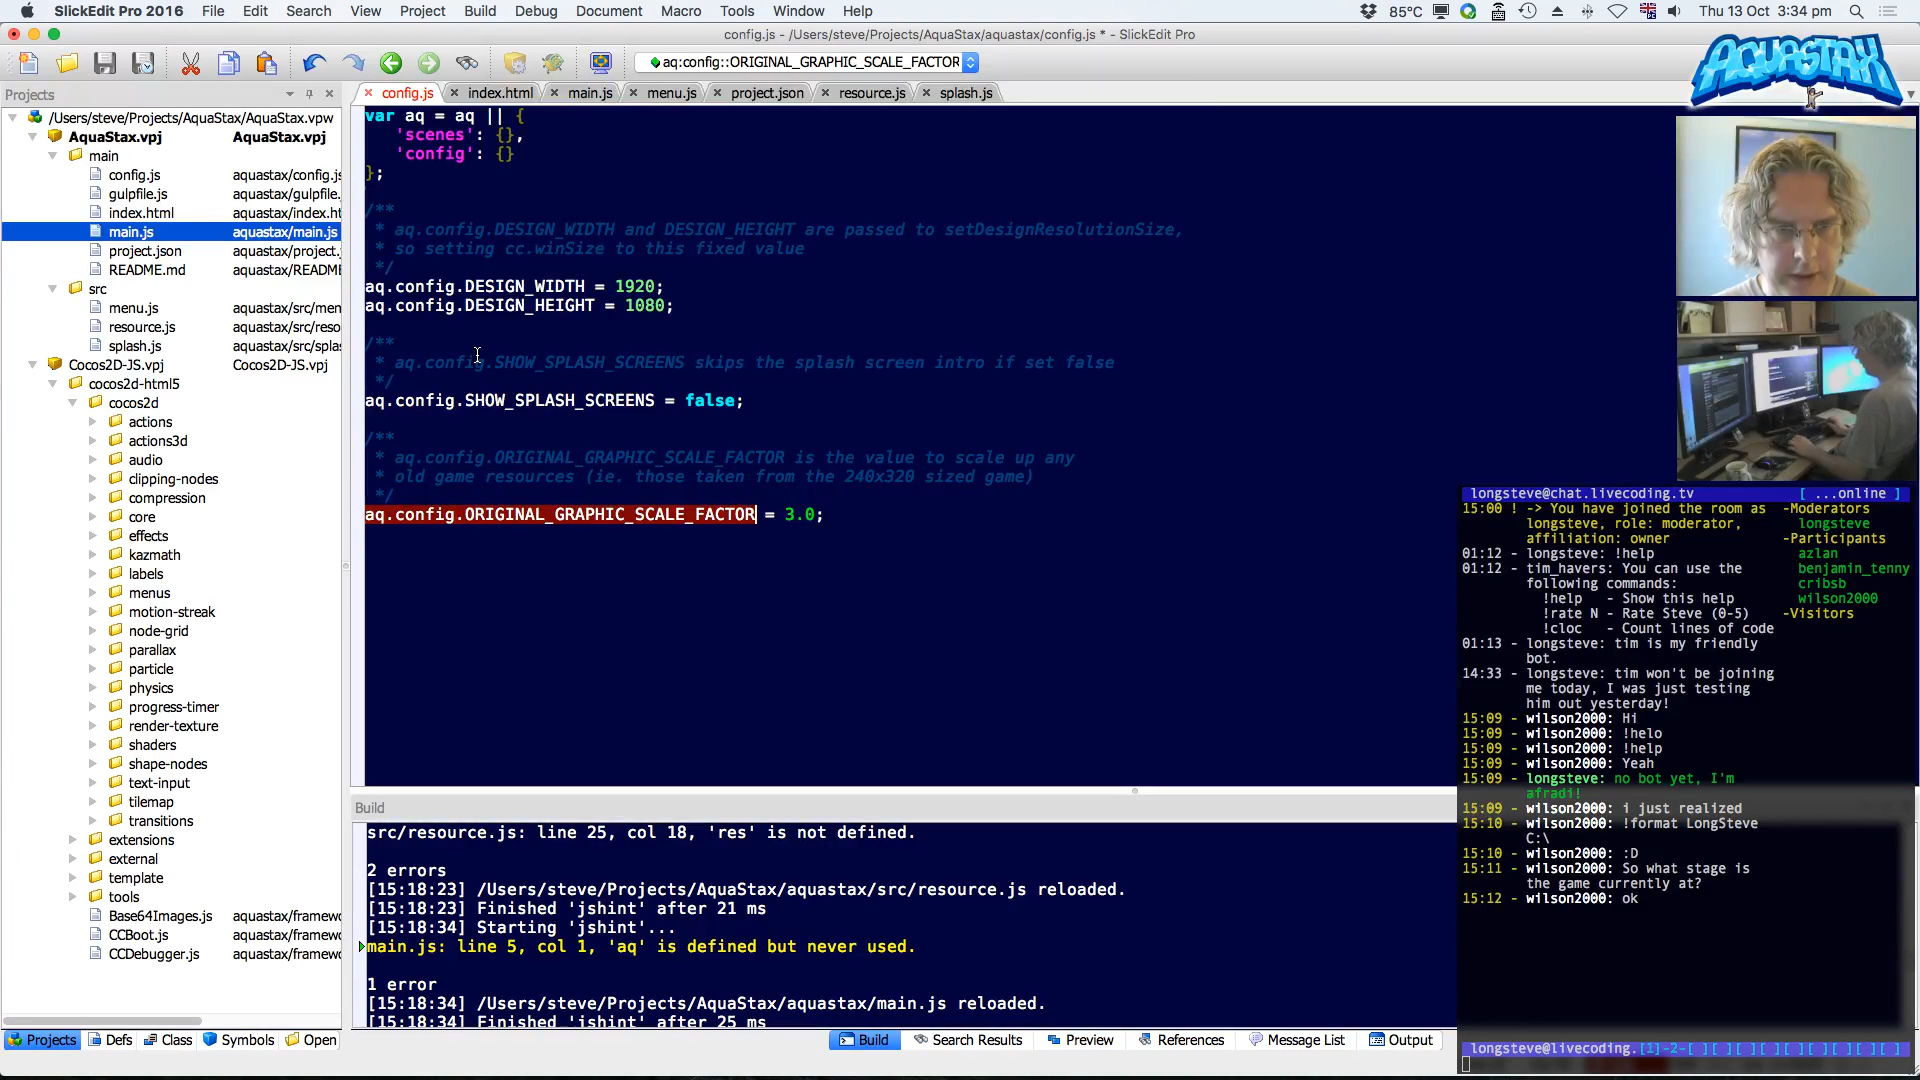 SlickEdit Pro 2016 File Edit Search View Project Build Debug Document Macro Tools Window Help 85°C Thu 13 Oct 3:34 pm
config.js - /Users/steve/Projects/AquaStax/aquastax/config.js * - SlickEdit Pro
aq:config::ORIGINAL_GRAPHIC_SCALE_FACTOR
AQUASTAX
Projects
config.js index.html main.js menu.js project.json resource.js splash.js
/Users/steve/Projects/AquaStax/AquaStax.vpw
AquaStax.vpj AquaStax.vpj
main
config.js aquastax/config.js
gulpfile.js aquastax/gulpfile.
index.html aquastax/index.ht
main.js aquastax/main.js
project.json aquastax/project.
README.md aquastax/README
src
menu.js aquastax/src/men
resource.js aquastax/src/reso
splash.js aquastax/src/splas
Cocos2D-JS.vpj Cocos2D-JS.vpj
cocos2d-html5
cocos2d
actions
actions3d
audio
clipping-nodes
compression
core
effects
kazmath
labels
menus
motion-streak
node-grid
parallax
particle
physics
progress-timer
render-texture
shaders
shape-nodes
text-input
tilemap
transitions
extensions
external
template
tools
Base64Images.js aquastax/framewo
CCBoot.js aquastax/framewo
CCDebugger.js aquastax/framewo
Projects Defs Class Symbols Open
var aq = aq || {
'scenes': {},
'config': {}
};
/**
* aq.config.DESIGN_WIDTH and DESIGN_HEIGHT are passed to setDesignResolutionSize,
* so setting cc.winSize to this fixed value
*/
aq.config.DESIGN_WIDTH = 1920;
aq.config.DESIGN_HEIGHT = 1080;
/**
* aq.config.SHOW_SPLASH_SCREENS skips the splash screen intro if set false
*/
aq.config.SHOW_SPLASH_SCREENS = false;
/**
* aq.config.ORIGINAL_GRAPHIC_SCALE_FACTOR is the value to scale up any
* old game resources (ie. those taken from the 240x320 sized game)
*/
aq.config.ORIGINAL_GRAPHIC_SCALE_FACTOR = 3.0;
Build
src/resource.js: line 25, col 18, 'res' is not defined.
2 errors
[15:18:23] /Users/steve/Projects/AquaStax/aquastax/src/resource.js reloaded.
[15:18:23] Finished 'jshint' after 21 ms
[15:18:34] Starting 'jshint'...
main.js: line 5, col 1, 'aq' is defined but never used.
1 error
[15:18:34] /Users/steve/Projects/AquaStax/aquastax/main.js reloaded.
[15:18:34] Finished 'jshint' after 25 ms
Build Search Results Preview References Message List Output
longsteve@chat.livecoding.tv [ ...online ]
15:00 ! -> You have joined the room as
longsteve, role: moderator,
affiliation: owner
01:12 - longsteve: !help
01:12 - tim_havers: You can use the
following commands:
!help - Show this help
!rate N - Rate Steve (0-5)
!cloc - Count lines of code
01:13 - longsteve: tim is my friendly
bot.
14:33 - longsteve: tim won't be joining
me today, I was just testing
him out yesterday!
15:09 - wilson2000: Hi
15:09 - wilson2000: !helo
15:09 - wilson2000: !help
15:09 - wilson2000: Yeah
15:09 - longsteve: no bot yet, I'm
afradi!
15:09 - wilson2000: i just realized
15:10 - wilson2000: !format LongSteve
C:\
15:10 - wilson2000: :D
15:11 - wilson2000: So what stage is
the game currently at?
15:12 - wilson2000: ok
-Moderators
longsteve
-Participants
azlan
benjamin_tenny
cribsb
wilson2000
-Visitors
longsteve@livecoding.[1]-2-[ ][ ][ ][ ][ ][ ][ ][ ][ ][ ]